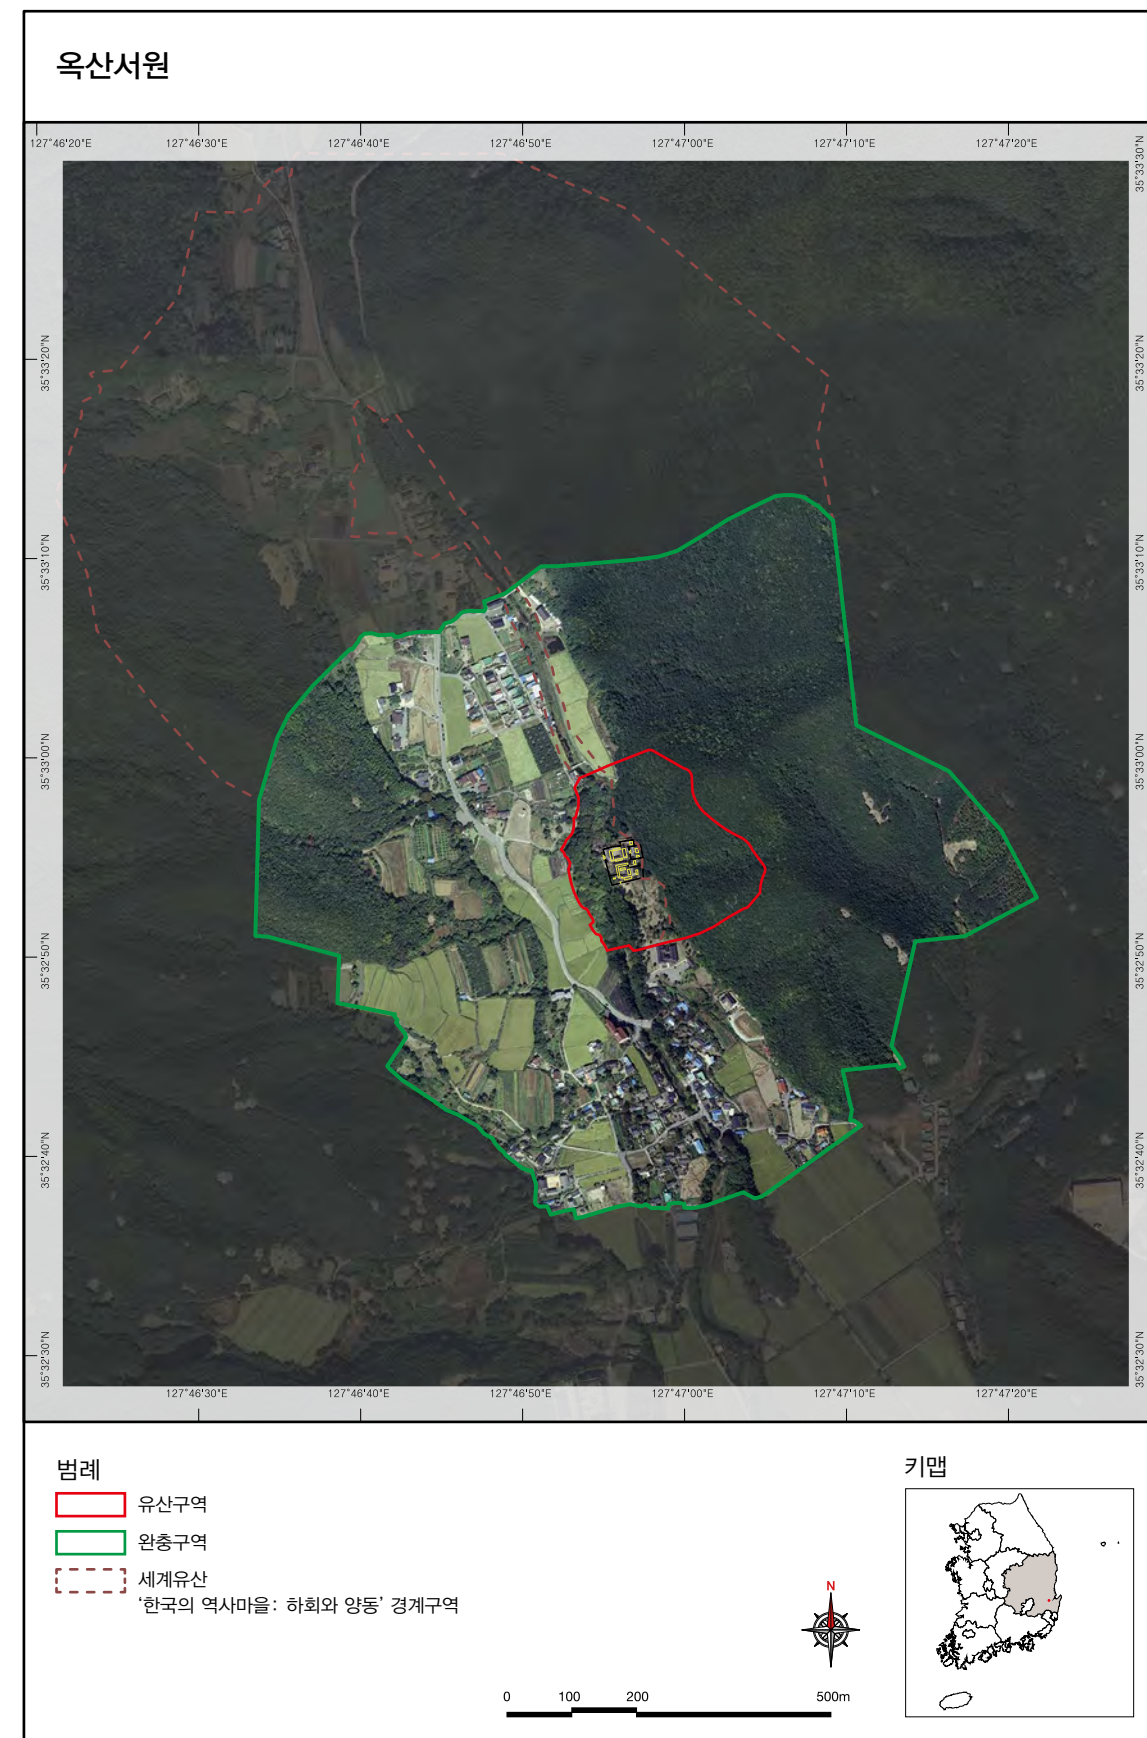 옥산서원
127°46'20"E 127°46'30"E 127°46'40"E 127°46'50"E 127°47'00"E 127°47'10"E 127°47'20"E
35°33'30"N
35°33'20"N 35°33'20"N
35°33'10"N 35°33'10"N
35°33'00"N 35°33'00"N
35°32'50"N 35°32'50"N
35°32'40"N 35°32'40"N
35°32'30"N 35°32'30"N
127°46'30"E 127°46'40"E 127°46'50"E 127°47'00"E 127°47'10"E 127°47'20"E
범례
유산구역
완충구역
세계유산
‘한국의 역사마을: 하회와 양동’ 경계구역
N
0 100 200 500m
키맵